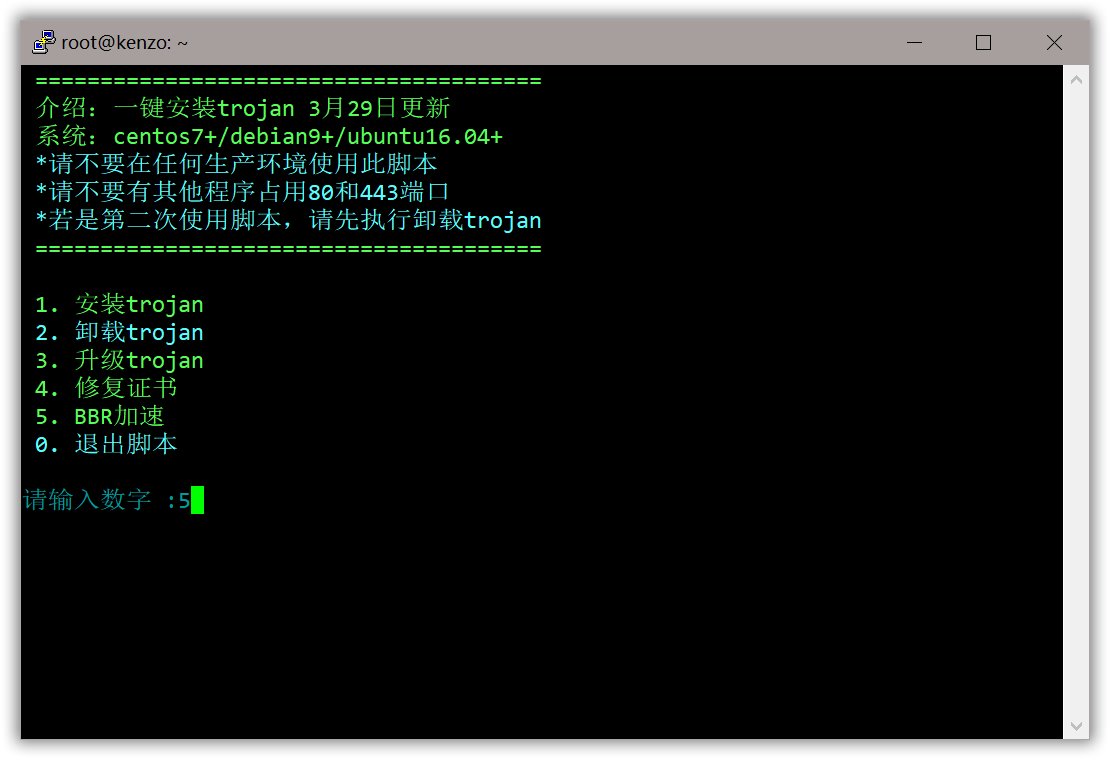 root@kenzo: ~
=======================================
介绍：一键安装trojan 3月29日更新
系统：centos7+/debian9+/ubuntu16.04+
*请不要在任何生产环境使用此脚本
*请不要有其他程序占用80和443端口
*若是第二次使用脚本，请先执行卸载trojan
=======================================
1. 安装trojan
2. 卸载trojan
3. 升级trojan
4. 修复证书
5. BBR加速
0. 退出脚本
请输入数字 :5